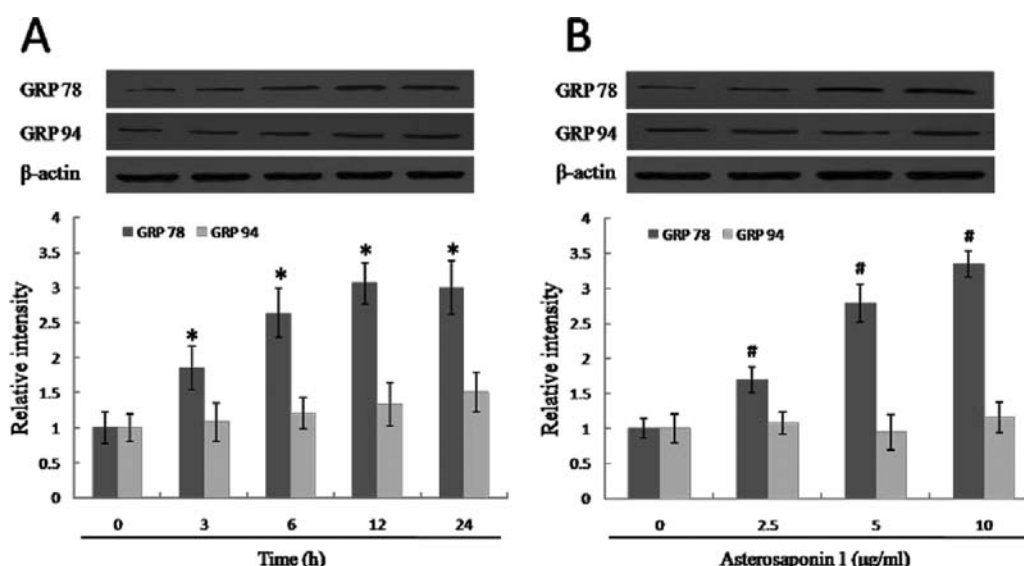 A
GRP 78
GRP 94
β-actin
4
3.5
3
2.5
2
1.5
1
0.5
0
Relative intensity
GRP 78 GRP 94
* * * *
0 3 6 12 24
Time (h)
B
GRP 78
GRP 94
β-actin
4
3.5
3
2.5
2
1.5
1
0.5
0
Relative intensity
GRP 78 GRP 94
# # #
0 2.5 5 10
Asterosaponin 1 (μg/ml)